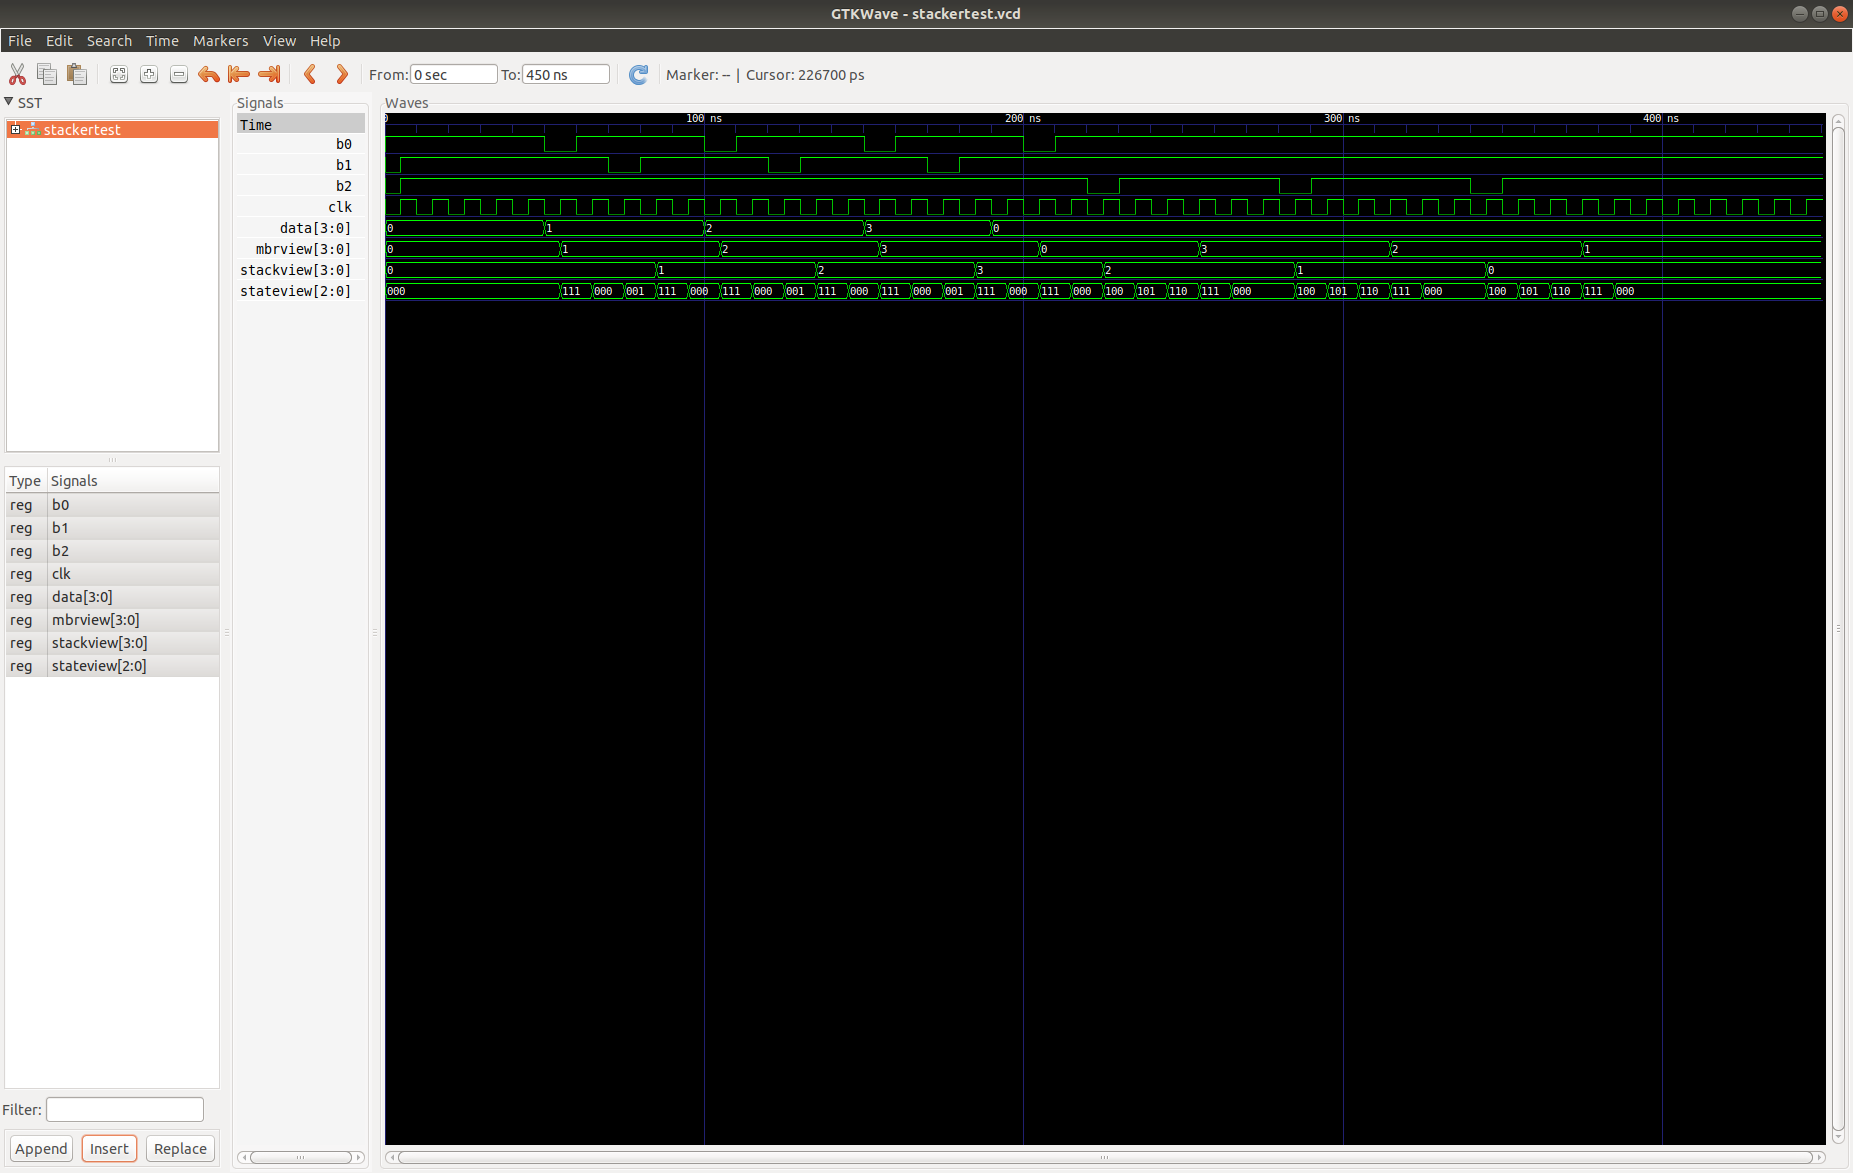 GTKWave - stackertest.vcd
File Edit Search Time Markers View Help
From: 0 sec To: 450 ns Marker: -- | Cursor: 226700 ps
SST
stackertest
Type Signals
reg b0
reg b1
reg b2
reg clk
reg data[3:0]
reg mbrview[3:0]
reg stackview[3:0]
reg stateview[2:0]
Filter:
Append Insert Replace
Signals
Time
b0
b1
b2
clk
data[3:0]
mbrview[3:0]
stackview[3:0]
stateview[2:0]
Waves
0 100 ns 200 ns 300 ns 400 ns
0 1 2 3 0
0 1 2 3 0 3 2 1
0 1 2 3 2 1 0
000 111 000 001 111 000 111 000 001 111 000 111 000 001 111 000 111 000 100 101 110 111 000 100 101 110 111 000 100 101 110 111 000